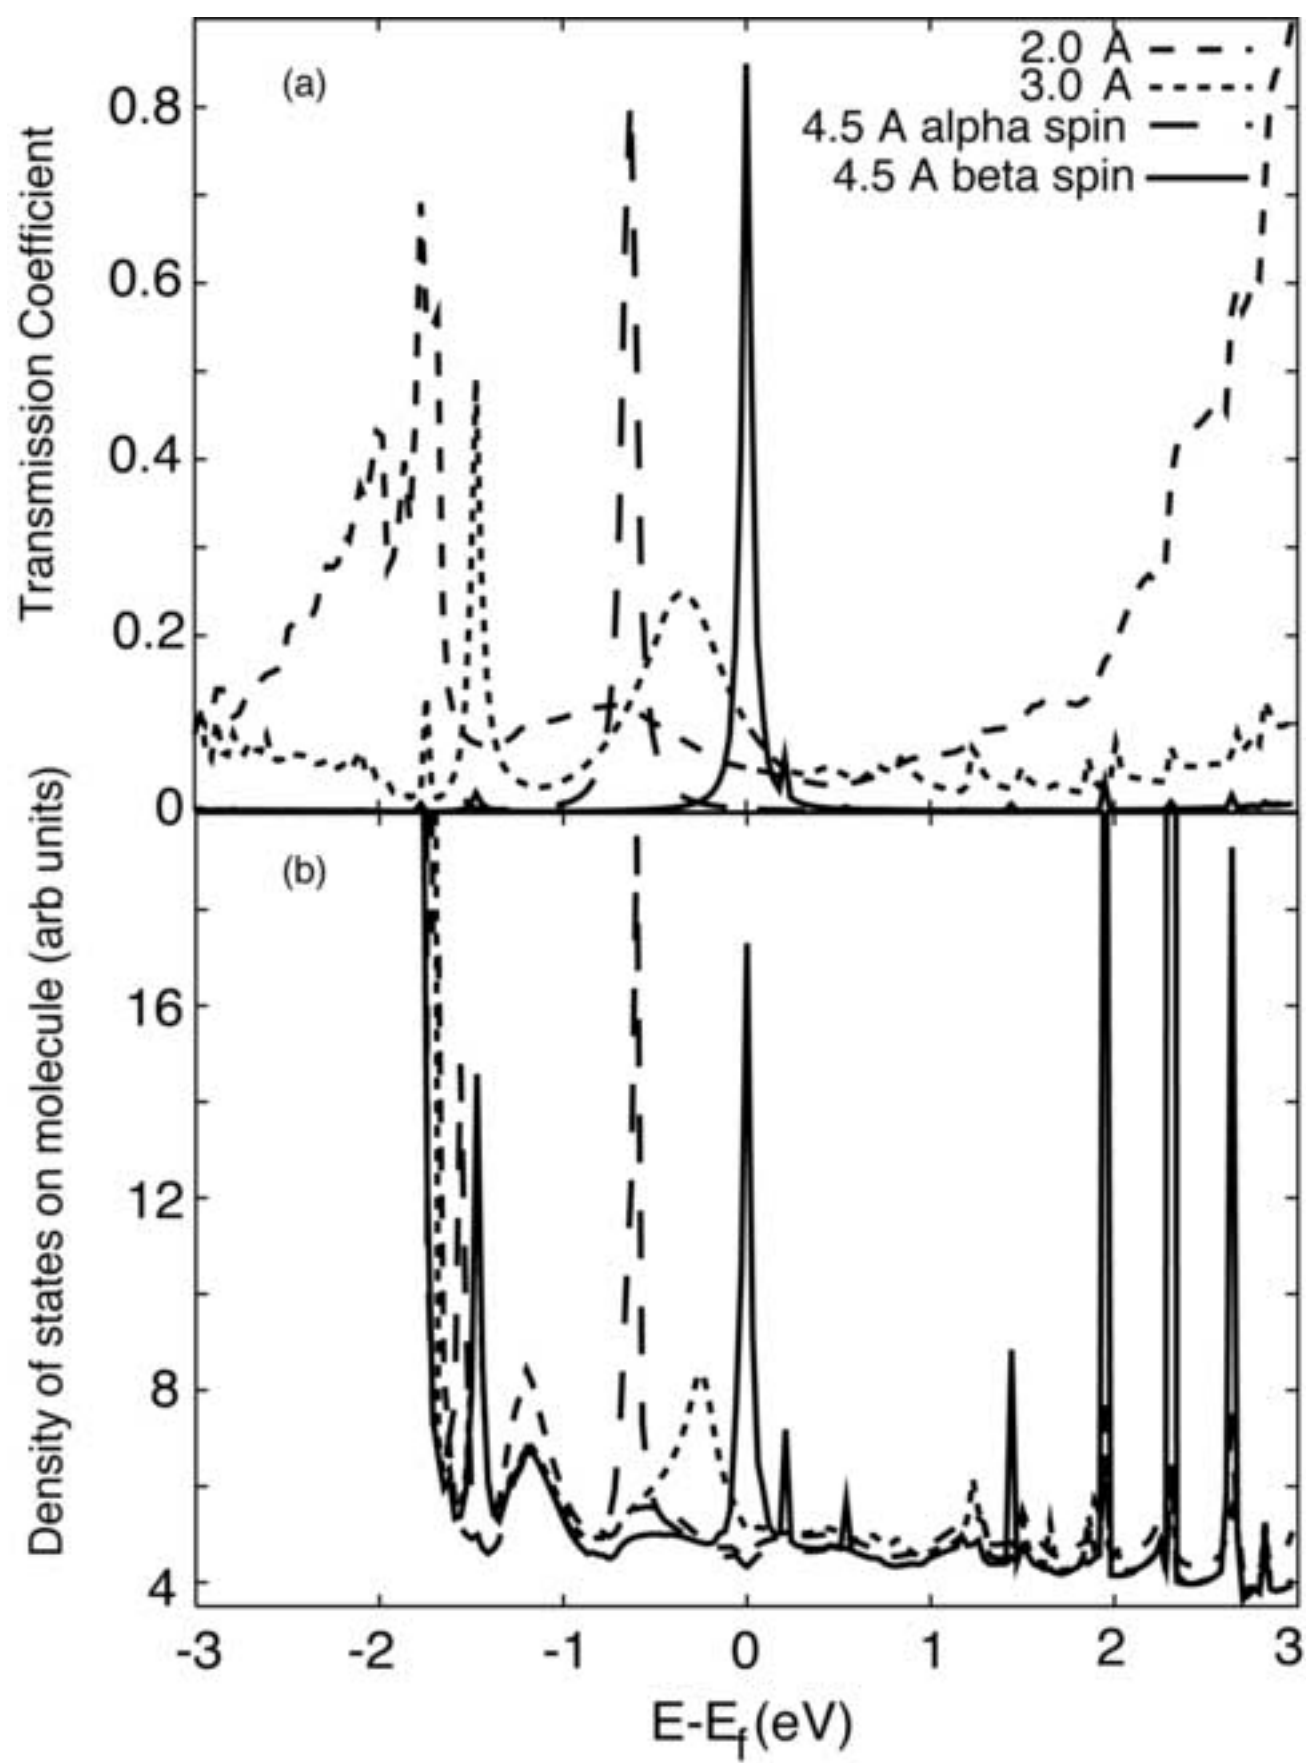 (a)
2.0 A
3.0 A
4.5 A alpha spin
4.5 A beta spin
Transmission Coefficient
0.8
0.6
0.4
0.2
0
(b)
Density of states on molecule (arb units)
16
12
8
4
-3 -2 -1 0 1 2 3
E-Ef(eV)